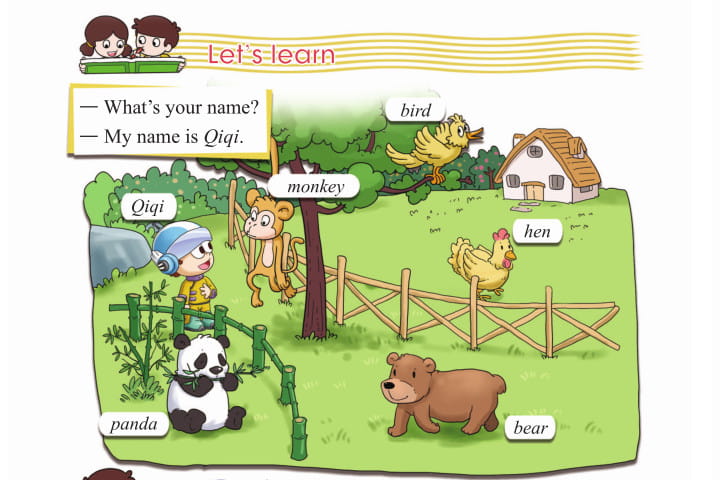 Let's learn
— What's your name?
— My name is Qiqi.
bird
monkey
Qiqi
hen
panda
bear